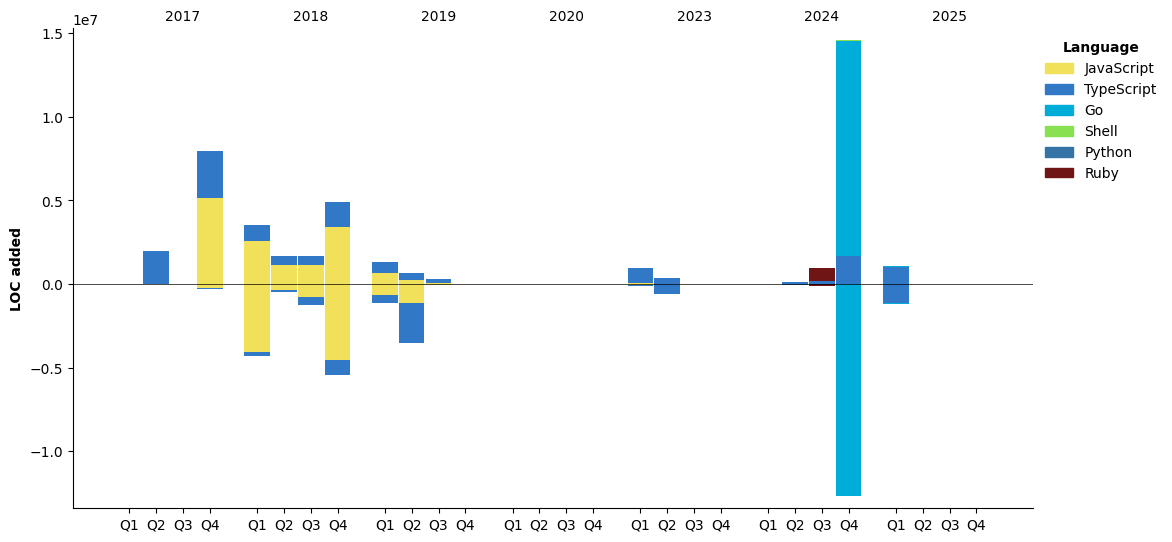 1e7
2017 2018 2019 2020 2023 2024 2025
1.5
1.0
0.5
0.0
−0.5
−1.0
LOC added
Language
JavaScript
TypeScript
Go
Shell
Python
Ruby
Q1 Q2 Q3 Q4 Q1 Q2 Q3 Q4 Q1 Q2 Q3 Q4 Q1 Q2 Q3 Q4 Q1 Q2 Q3 Q4 Q1 Q2 Q3 Q4 Q1 Q2 Q3 Q4